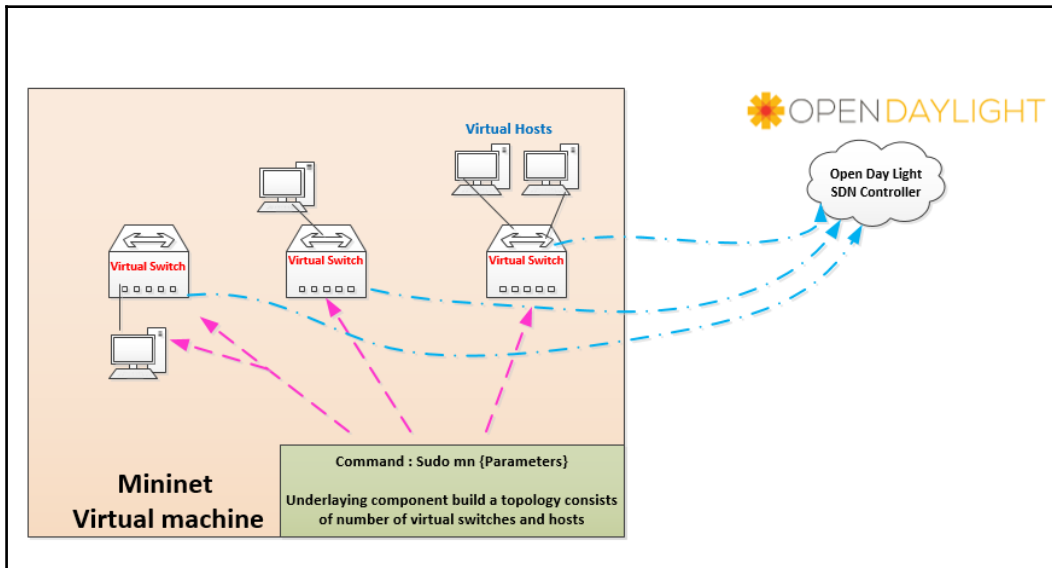 OPENDAYLIGHT
Virtual Hosts
Open Day Light
SDN Controller
Virtual Switch
Virtual Switch
Virtual Switch
Command : Sudo mn {Parameters}
Underlaying component build a topology consists
of number of virtual switches and hosts
Mininet
Virtual machine